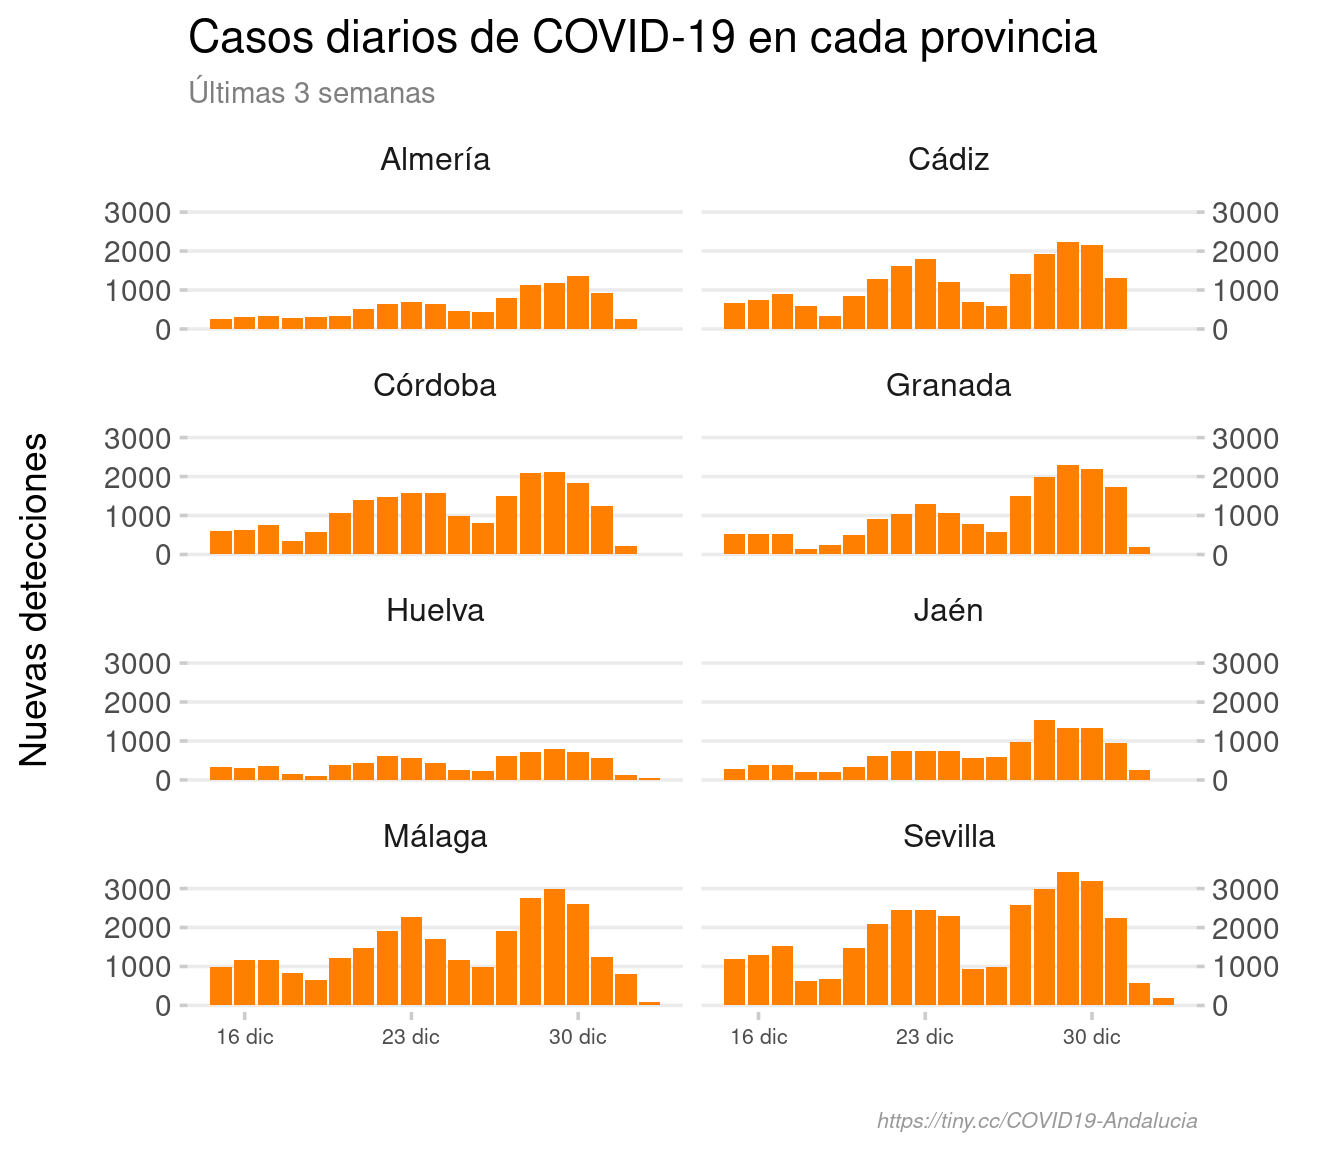 Casos diarios de COVID-19 en cada provincia
Últimas 3 semanas
Nuevas detecciones
Almería
Cádiz
3000
2000
1000
0
3000
2000
1000
0
Córdoba
Granada
3000
2000
1000
0
3000
2000
1000
0
Huelva
Jaén
3000
2000
1000
0
3000
2000
1000
0
Málaga
Sevilla
3000
2000
1000
0
3000
2000
1000
0
16 dic
23 dic
30 dic
16 dic
23 dic
30 dic
https://tiny.cc/COVID19-Andalucia